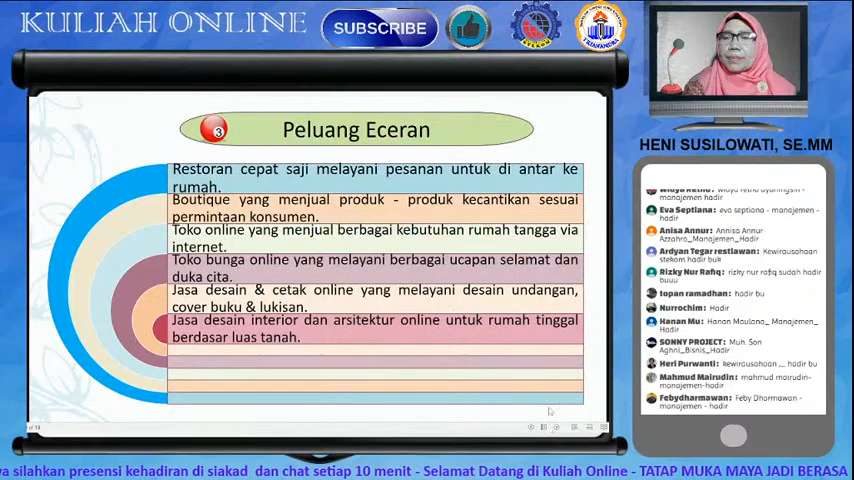 KULIAH ONLINE
SUBSCRIBE
HENI SUSILOWATI, SE.MM
3
Peluang Eceran
Restoran cepat saji melayani pesanan untuk di antar ke
rumah.
Boutique yang menjual produk - produk kecantikan sesuai
permintaan konsumen.
Toko online yang menjual berbagai kebutuhan rumah tangga via
internet.
Toko bunga online yang melayani berbagai ucapan selamat dan
duka cita.
Jasa desain & cetak online yang melayani desain undangan,
cover buku & lukisan.
Jasa desain interior dan arsitektur online untuk rumah tinggal
berdasar luas tanah.
manajemen hadir
Eva Septiana: eva septiana - manajemen -
hadir
Anisa Annur: Annisa Annur
Azzahro_Manajemen_Hadir
Ardyan Tegar restiawan: Kewirausahaan
stekom hadir buk
Rizky Nur Rafiq: rizky nur rafiq sudah hadir
buuu
topan ramadhan: hadir bu
Nurrochim: Hadir
Hanan Mu: Hanan Maulana_ Manajemen_
Hadir
SONNY PROJECT: Muh. Son
Aghni_Bisnis_Hadir
Heri Purwanti: kewirausahaan ,,, hadir bu
Mahmud Mairudin: mahmud mairudin-
manajemen-hadir
Febydharmawan: Feby Dharmawan -
manajemen - hadir
ya silahkan presensi kehadiran di siakad dan chat setiap 10 menit - Selamat Datang di Kuliah Online - TATAP MUKA MAYA JADI BERASA